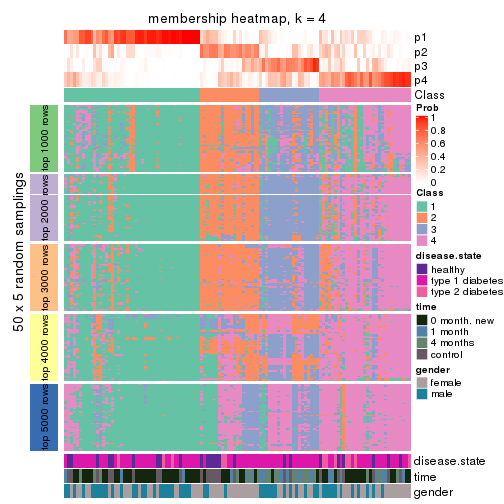 membership heatmap, k = 4
p1
p2
p3
p4
Class
50 x 5 random samplings
top 1000 rows
rows
top 2000 rows
top 3000 rows
top 4000 rows
top 5000 rows
Prob
1
0.8
0.6
0.4
0.2
0
Class
1
2
3
4
disease.state
healthy
type 1 diabetes
type 2 diabetes
time
0 month. new
1 month
4 months
control
gender
female
male
disease.state
time
gender